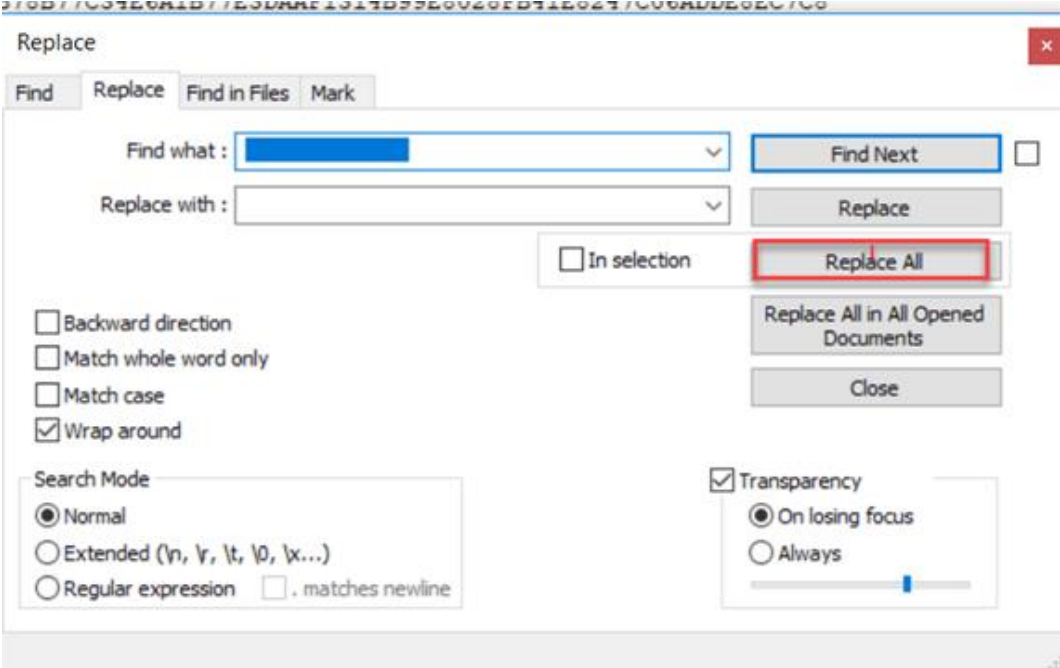 Replace
Find Replace Find in Files Mark
Find what :
Find Next
Replace with :
Replace
In selection
Replace All
Backward direction
Replace All in All Opened
Documents
Match whole word only
Match case
Close
Wrap around
Search Mode
Transparency
Normal
On losing focus
Extended (\n, \r, \t, \0, \x...)
Always
Regular expression
. matches newline